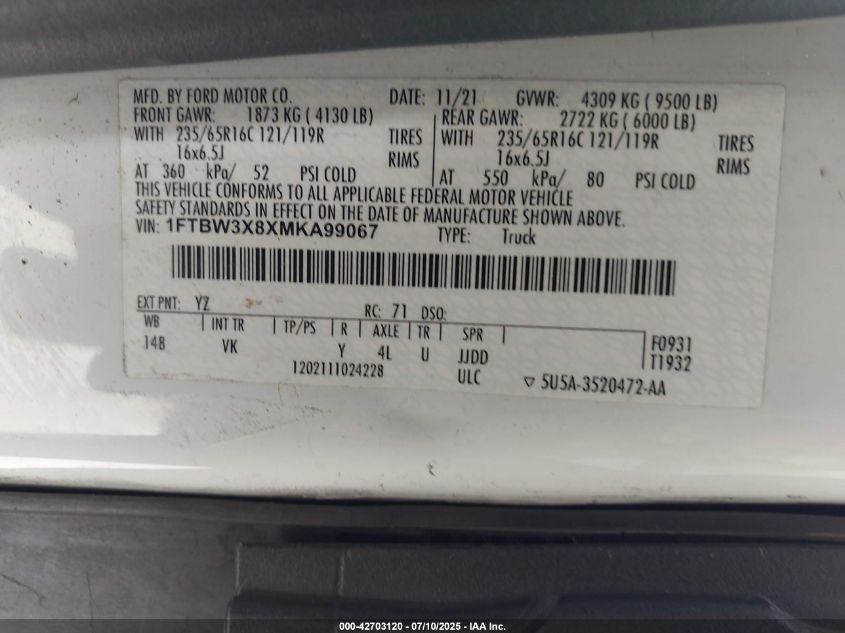 MFD. BY FORD MOTOR CO. DATE: 11/21 GVWR: 4309 KG ( 9500 LB)
FRONT GAWR: 1873 KG ( 4130 LB) REAR GAWR: 2722 KG ( 6000 LB)
WITH 235/65R16C 121/119R TIRES WITH 235/65R16C 121/119R TIRES
16x6.5J RIMS 16x6.5J RIMS
AT 360 kPa/ 52 PSI COLD AT 550 kPa/ 80 PSI COLD
THIS VEHICLE CONFORMS TO ALL APPLICABLE FEDERAL MOTOR VEHICLE
SAFETY STANDARDS IN EFFECT ON THE DATE OF MANUFACTURE SHOWN ABOVE.
VIN: 1FTBW3X8XMKA99067 TYPE: Truck
EXT PNT: YZ RC: 71 DSO:
WB INT TR TP/PS R AXLE TR SPR F0931
148 VK Y 4L U JJDD T1932
1202111024228 ULC ▽ 5U5A-3520472-AA
000-42703120 - 07/10/2025 - IAA Inc.